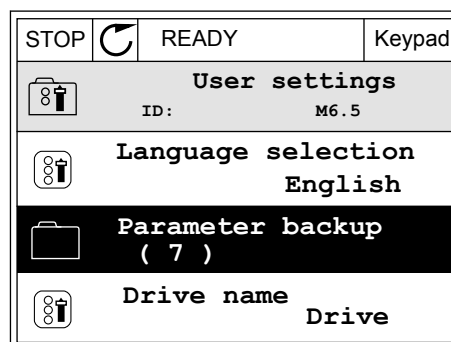 STOP READY Keypad
User settings
ID: M6.5
Language selection
English
Parameter backup
( 7 )
Drive name
Drive